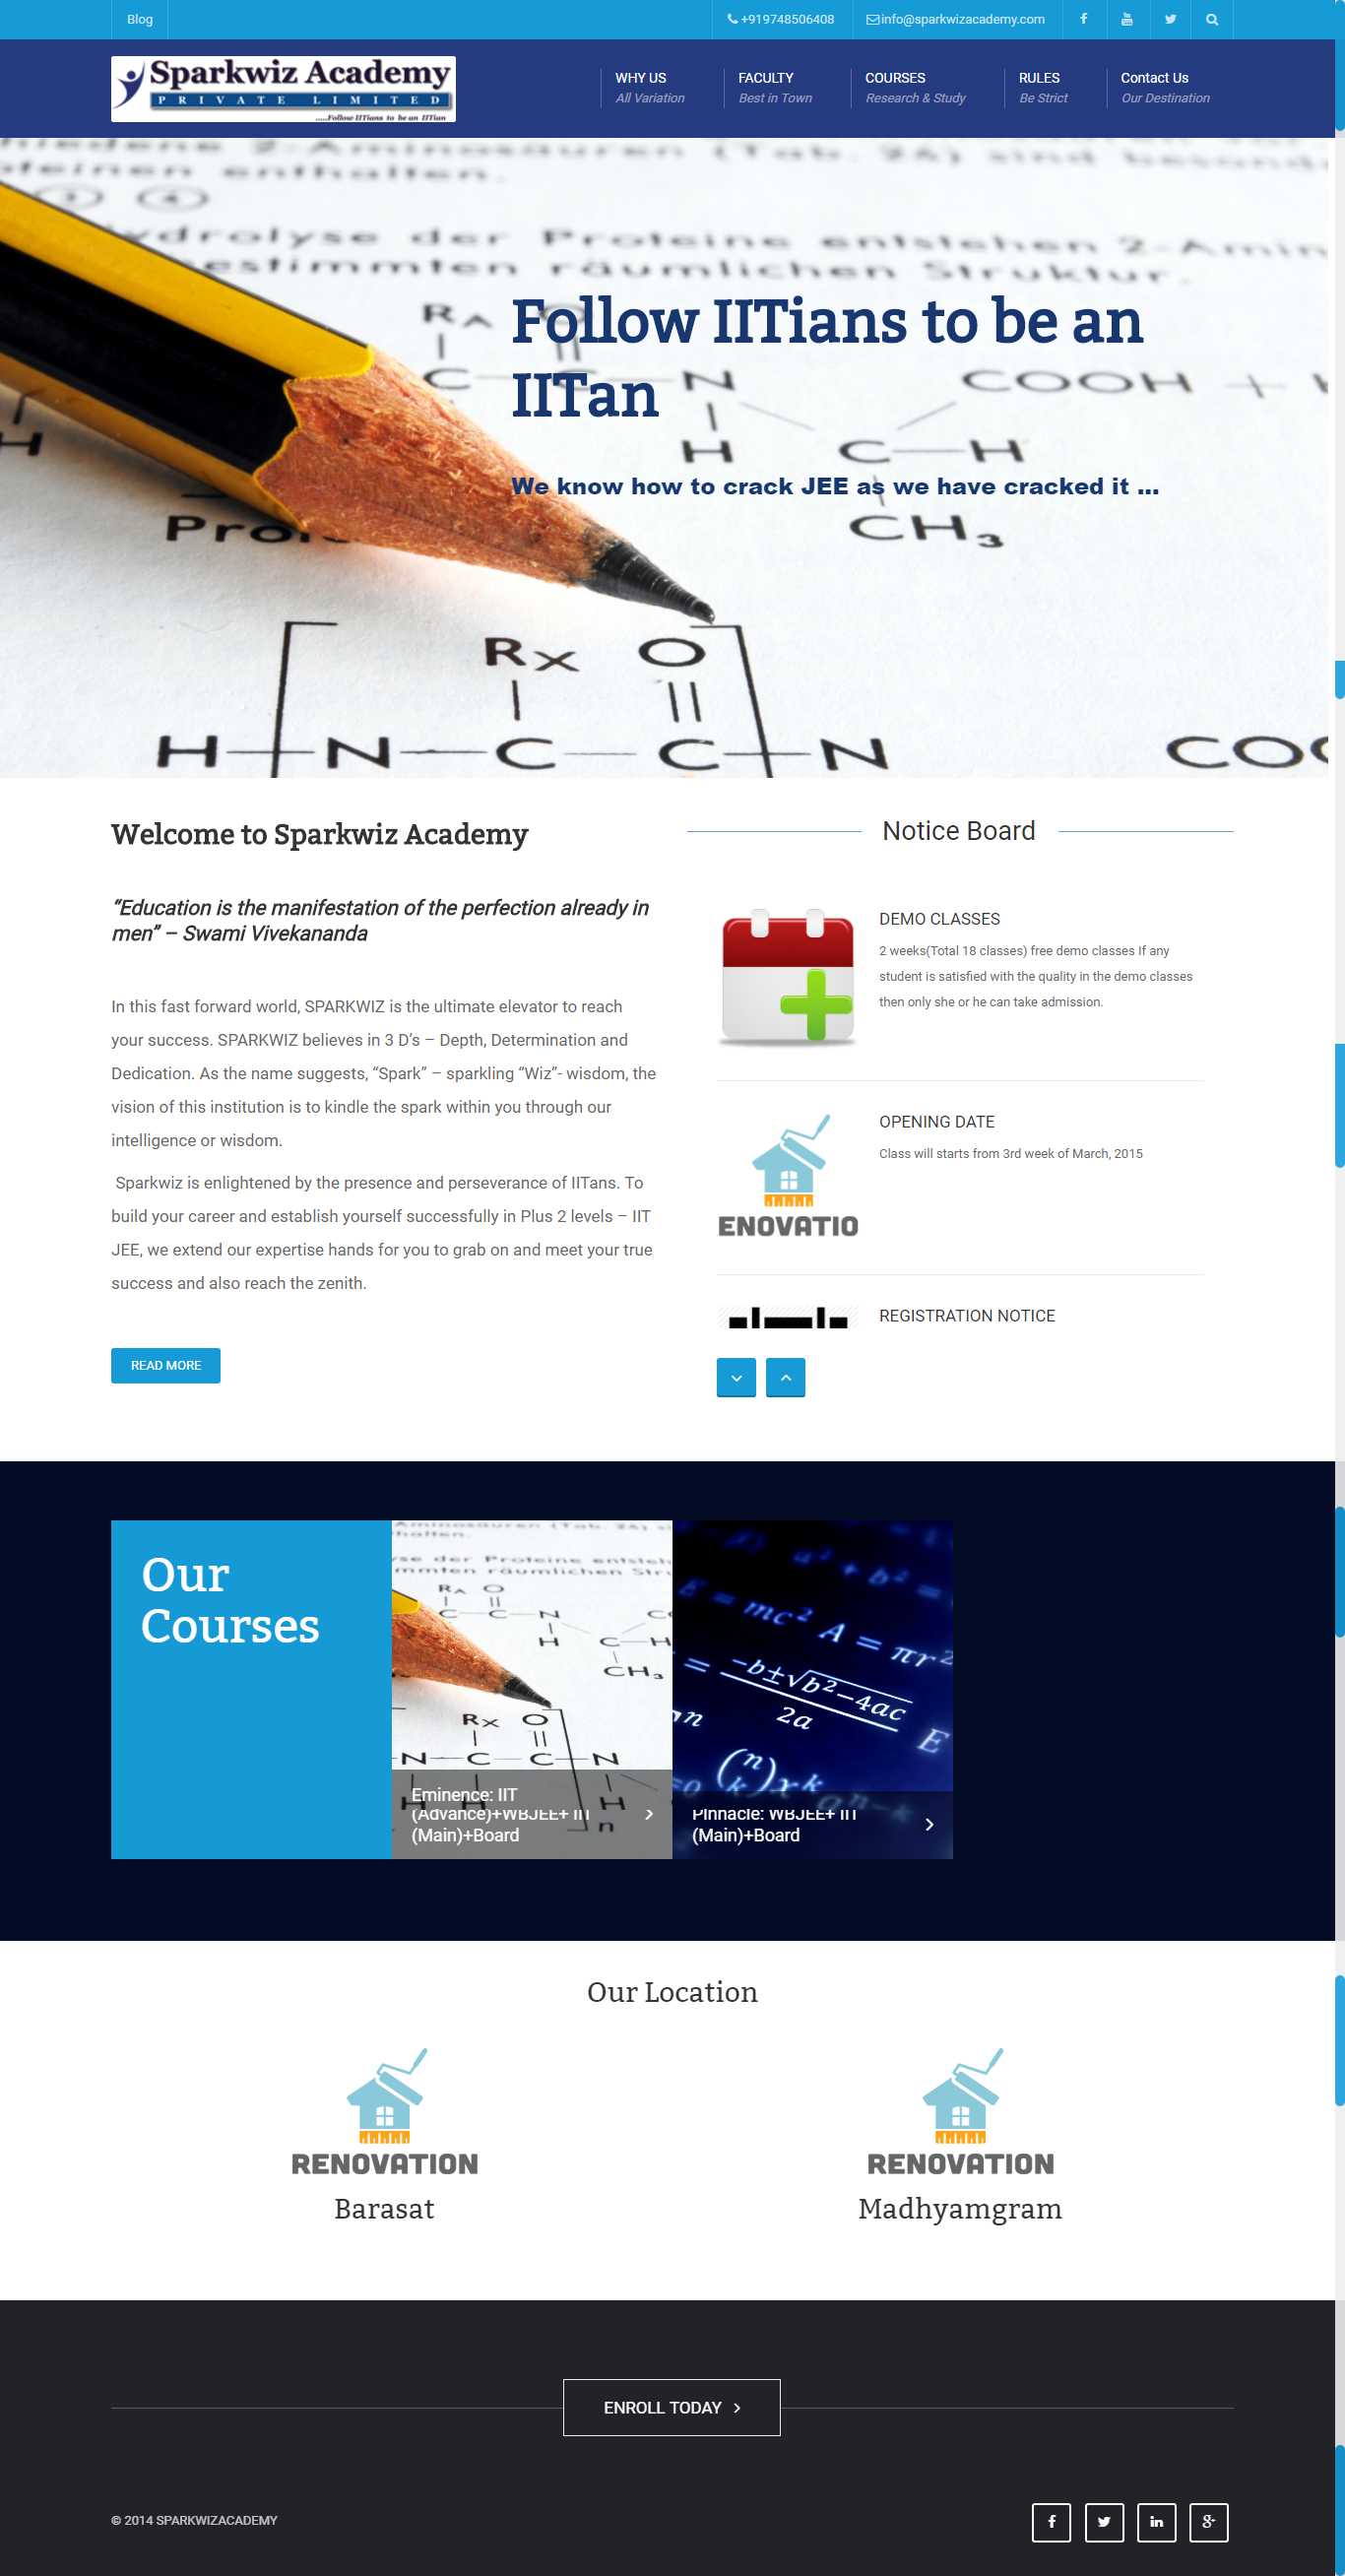 Blog
+919748506408
info@sparkwizacademy.com
Sparkwiz Academy
PRIVATE LIMITED
.....Follow IITians to be an IITian
WHY US
All Variation
FACULTY
Best in Town
COURSES
Research & Study
RULES
Be Strict
Contact Us
Our Destination
Follow IITians to be an
IITan
We know how to crack JEE as we have cracked it ...
Welcome to Sparkwiz Academy
“Education is the manifestation of the perfection already in
men” – Swami Vivekananda
In this fast forward world, SPARKWIZ is the ultimate elevator to reach
your success. SPARKWIZ believes in 3 D’s – Depth, Determination and
Dedication. As the name suggests, “Spark” – sparkling “Wiz”- wisdom, the
vision of this institution is to kindle the spark within you through our
intelligence or wisdom.
Sparkwiz is enlightened by the presence and perseverance of IITans. To
build your career and establish yourself successfully in Plus 2 levels – IIT
JEE, we extend our expertise hands for you to grab on and meet your true
success and also reach the zenith.
READ MORE
Notice Board
DEMO CLASSES
2 weeks(Total 18 classes) free demo classes If any
student is satisfied with the quality in the demo classes
then only she or he can take admission.
ENOVATIO
OPENING DATE
Class will starts from 3rd week of March, 2015
REGISTRATION NOTICE
Our
Courses
Eminence: IIT
(Advance)+WBJEE+ IIT
(Main)+Board
Pinnacle: WBJEE+ IIT
(Main)+Board
Our Location
RENOVATION
Barasat
RENOVATION
Madhyamgram
ENROLL TODAY
© 2014 SPARKWIZACADEMY